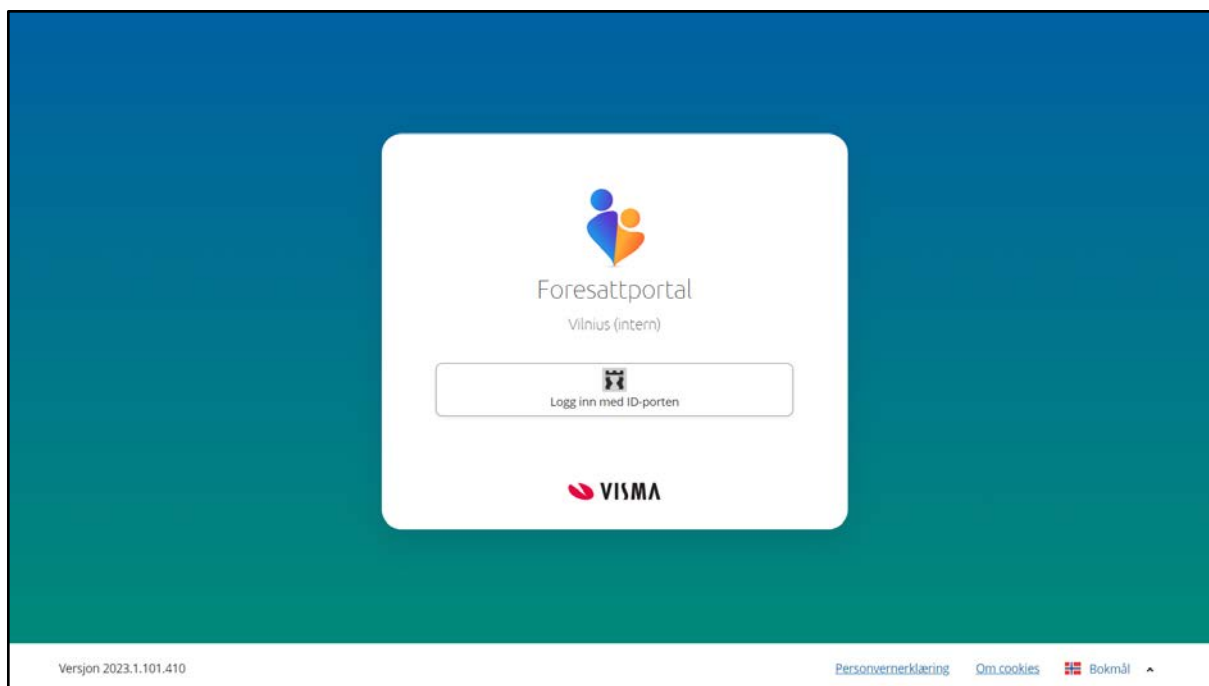 Foresattportal
Vilnius (intern)
Logg inn med ID-porten
VISMA
Versjon 2023.1.101.410
Personvernerklæring Om cookies Bokmål